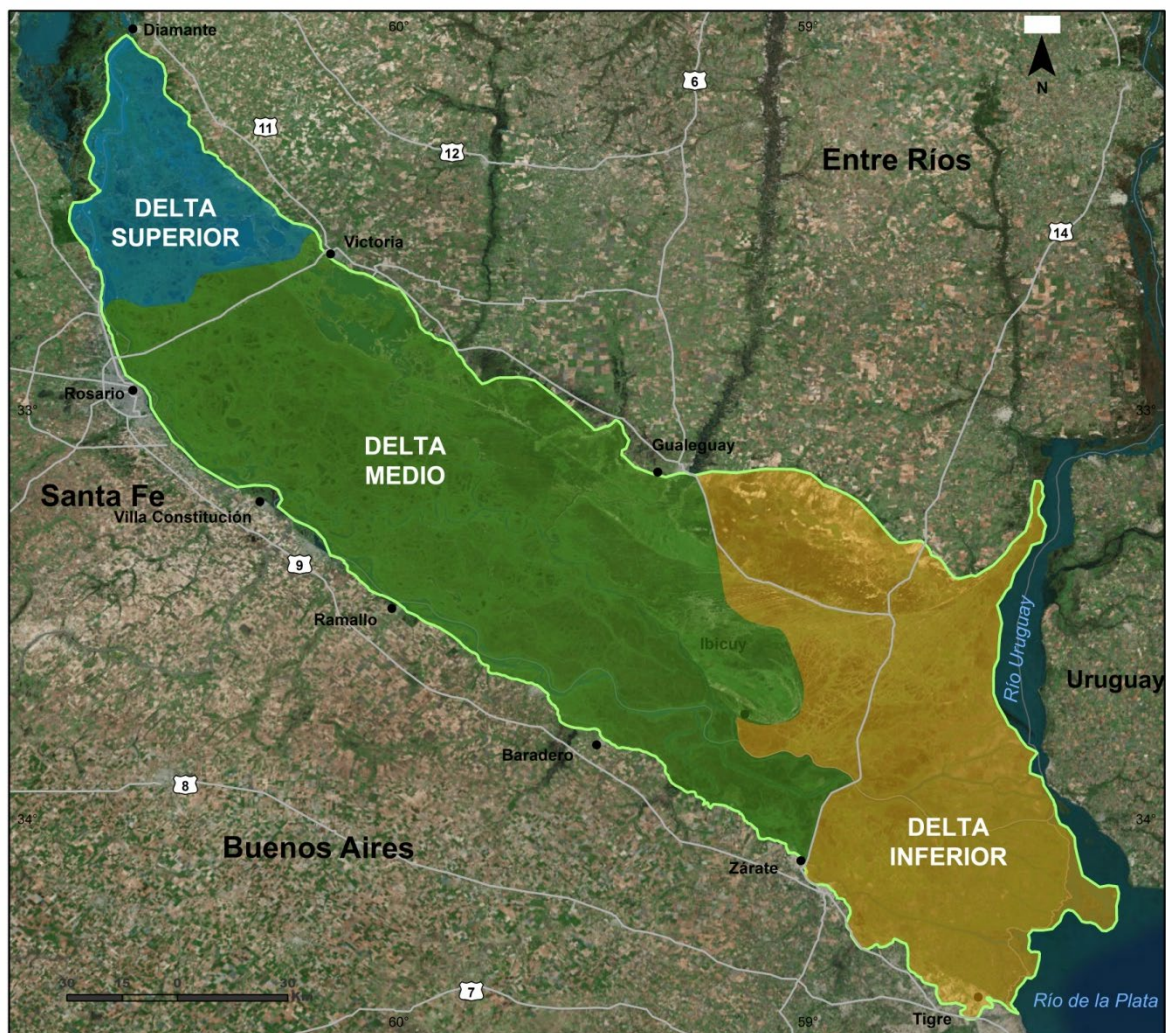 60°
59°
Diamante
N
6
11
12
Entre Ríos
DELTA
SUPERIOR
14
Victoria
Rosario
33°
33°
DELTA
MEDIO
Gualeguay
Santa Fe
Villa Constitución
9
Ramallo
Ibicuy
Río Uruguay
Uruguay
Baradero
8
34°
34°
DELTA
INFERIOR
Buenos Aires
Zárate
30 15 0 30
Km
7
Río de la Plata
60°
59°
Tigre